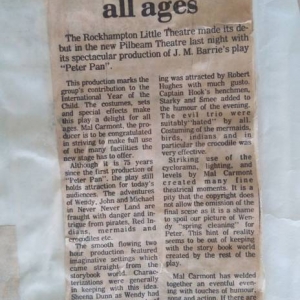 all ages
The Rockhampton Little Theatre made its de-
but in the new Pilbeam Theatre last night with
its spectacular production of J. M. Barrie's play
"Peter Pan".
This production marks the
group's contribution to the
International Year of the
Child. The costumes, sets
and special effects make
this play a delight for all
ages. Mal Carmont, the pro-
ducer is to be congratulated
in striving to make full use
of the many facilities the
new stage has to offer.
Although it is 75 years
since the first production of
"Peter Pan", the play still
holds attraction for today's
audiences. The adventures
of Wendy, John and Michael
in Never Never Land are
fraught with danger and in-
trigue from pirates, Red In-
dians, mermaids and
crocodiles etc.
The smooth flowing two
hour production featured
imaginative settings which
came straight from the
storybook world. Charac-
terizations were generally
in keeping with this idea.
Sheena Dunn as Wendy had
ing was attracted by Robert
Hughes with much gusto.
Captain Hook's henchmen,
Starky and Smee added to
the humour of the evening.
The evil trio were
suitably "hated" by all.
Costuming of the mermaids,
birds, indians and in
particular the crocodile was
very effective.
Striking use of the
cyclorama, lighting, and
levels by Mal Carmont
created many fine
theatrical moments. It is a
pity that the copyright does
not allow the omission of the
final scene as it is a shame
to spoil our picture of Wendy
"spring cleaning" for
Pete. This hint of reality
seems to be out of keeping
with the story book world
created by the rest of the
play.
Mal Carmont has welded
together an eventful even-
ing with touches of humour,
song and action. If there are